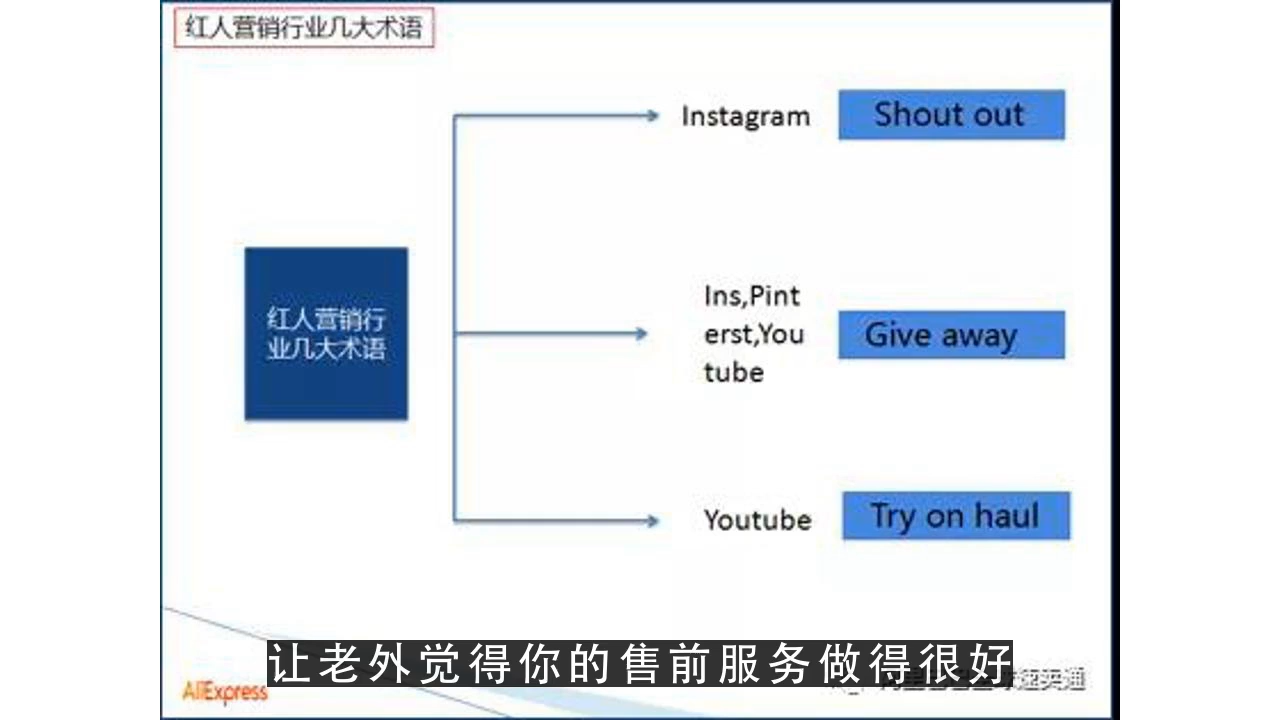 红人营销行业几大术语
Instagram
Shout out
Ins,Pint
erst,You
tube
Give away
红人营销行
业几大术语
Youtube
Try on haul
让老外觉得你的售前服务做得很好
AliExpress